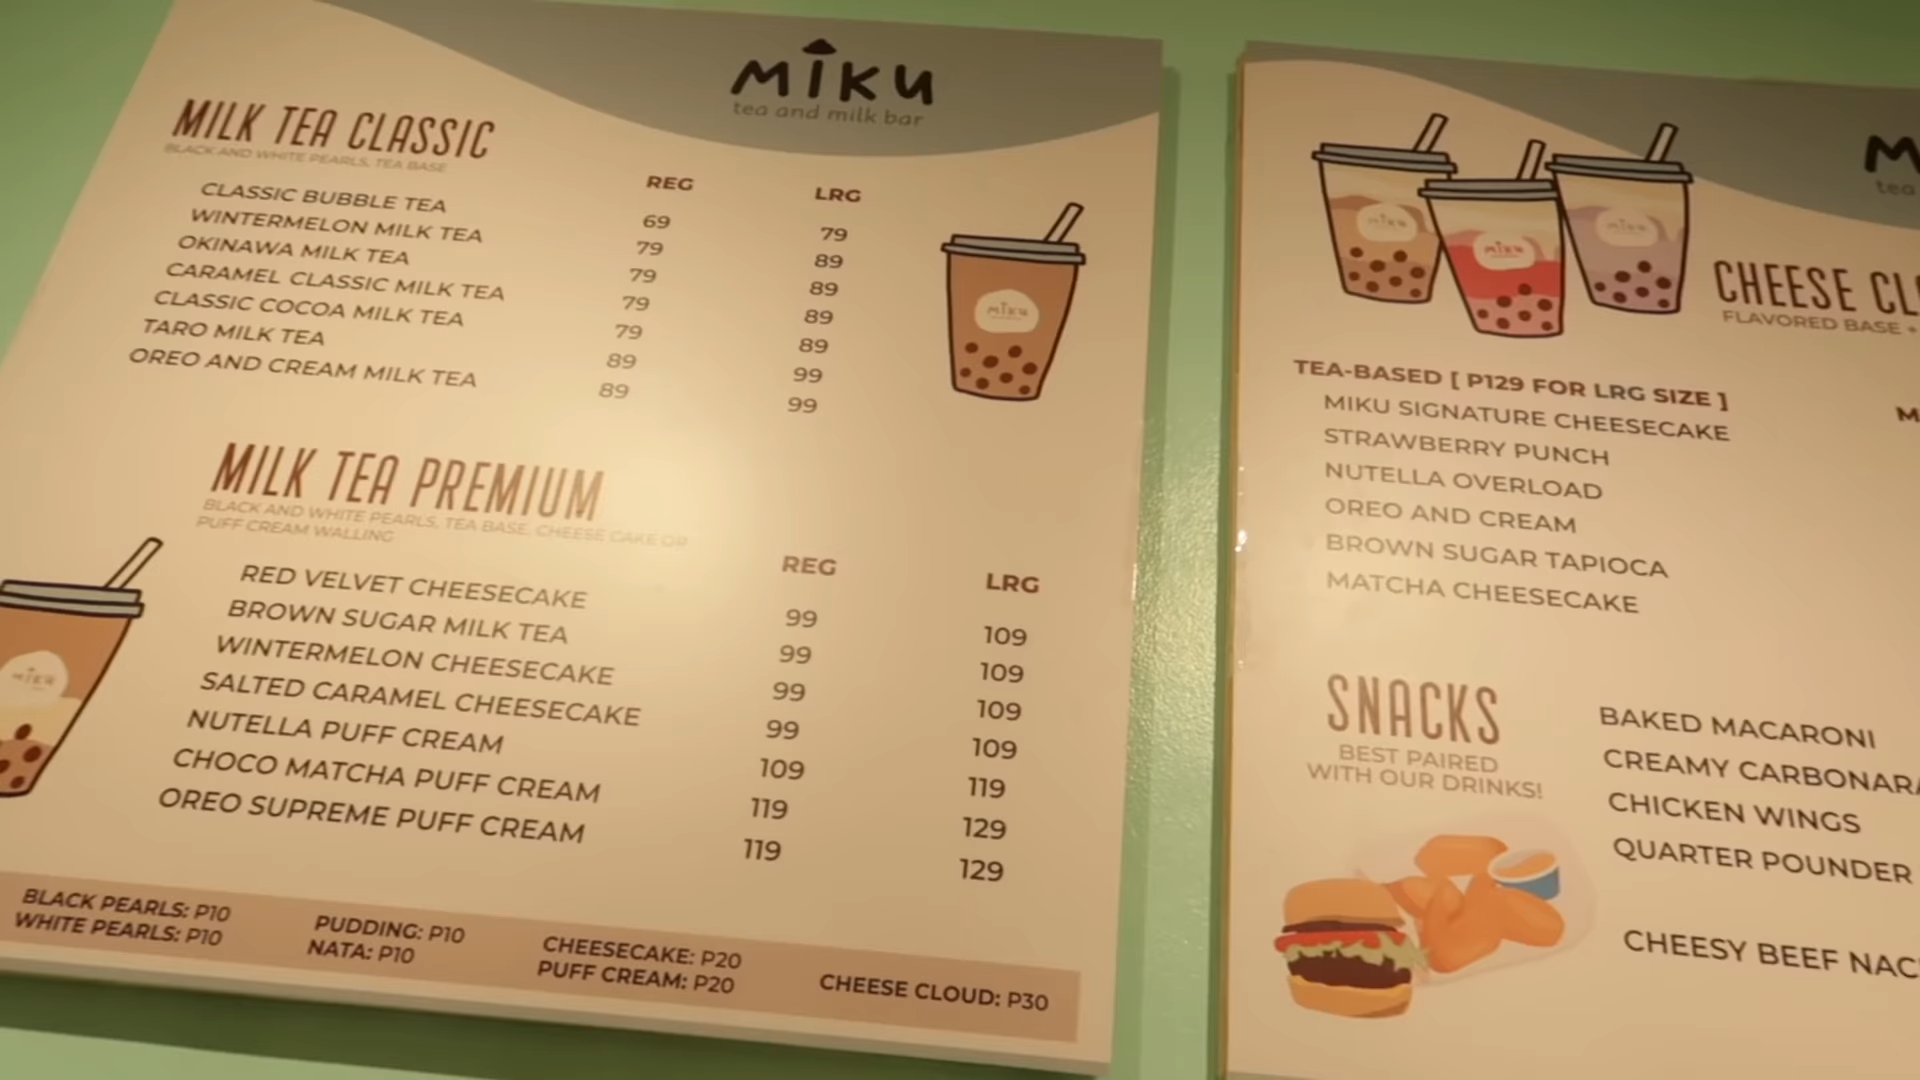 MIKU
tea and milk bar
MILK TEA CLASSIC
BLACK AND WHITE PEARLS, TEA BASE
REG LRG
CLASSIC BUBBLE TEA 69 79
WINTERMELON MILK TEA 79 89
OKINAWA MILK TEA 79 89
CARAMEL CLASSIC MILK TEA 79 89
CLASSIC COCOA MILK TEA 79 89
TARO MILK TEA 89 99
OREO AND CREAM MILK TEA 89 99
MIKU
MILK TEA PREMIUM
BLACK AND WHITE PEARLS, TEA BASE, CHEESE CAKE OR
PUFF CREAM WALLING
REG LRG
RED VELVET CHEESECAKE 99 109
BROWN SUGAR MILK TEA 99 109
WINTERMELON CHEESECAKE 99 109
SALTED CARAMEL CHEESECAKE 99 109
NUTELLA PUFF CREAM 109 119
CHOCO MATCHA PUFF CREAM 119 129
OREO SUPREME PUFF CREAM 119 129
MIKU
BLACK PEARLS: P10
WHITE PEARLS: P10
PUDDING: P10
NATA: P10
CHEESECAKE: P20
PUFF CREAM: P20
CHEESE CLOUD: P30
M
tea
MIKU
MIKU
MIKU
CHEESE CL
FLAVORED BASE +
TEA-BASED [ P129 FOR LRG SIZE ]
MIKU SIGNATURE CHEESECAKE
STRAWBERRY PUNCH
NUTELLA OVERLOAD
OREO AND CREAM
BROWN SUGAR TAPIOCA
MATCHA CHEESECAKE
M
SNACKS
BEST PAIRED
WITH OUR DRINKS!
BAKED MACARONI
CREAMY CARBONARA
CHICKEN WINGS
QUARTER POUNDER
CHEESY BEEF NAC